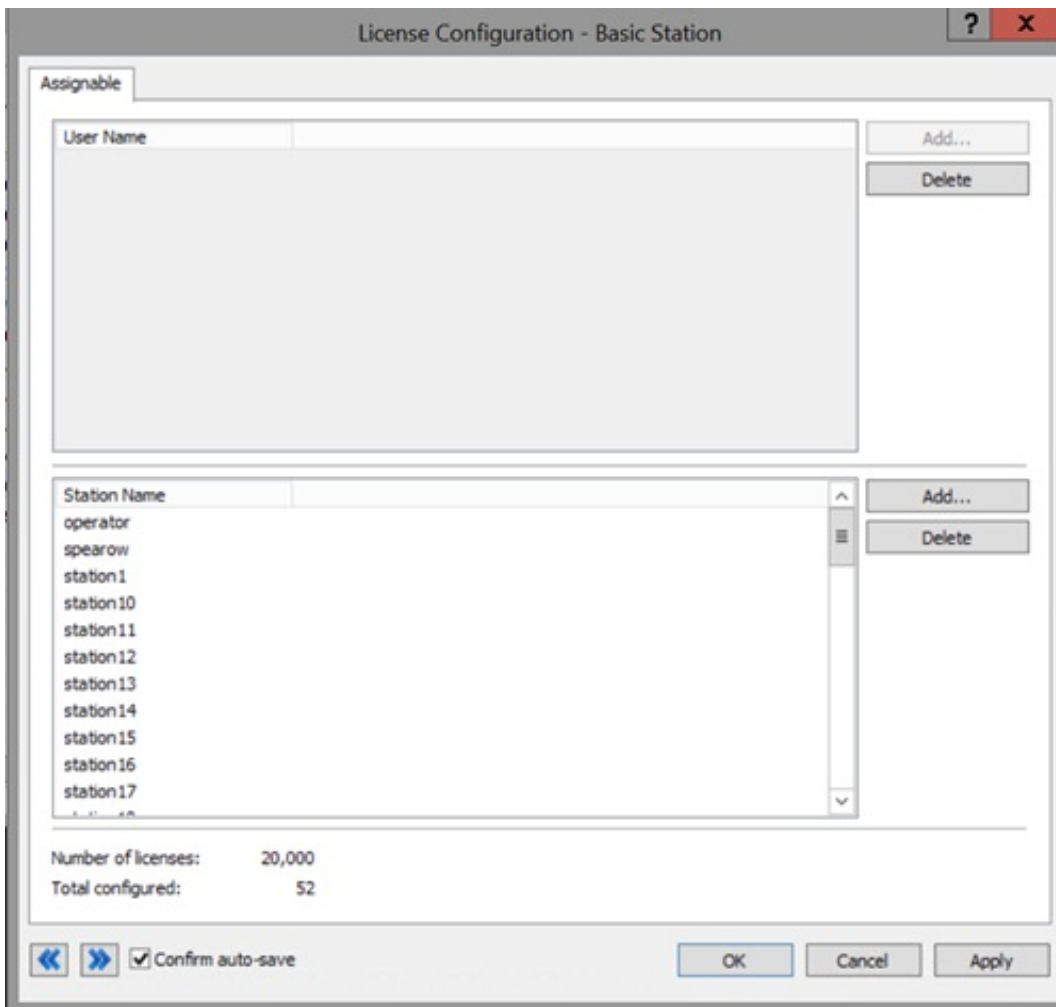 License Configuration - Basic Station
? x
Assignable
User Name
Add...
Delete
Station Name
Add...
operator
Delete
spearow
station1
station10
station11
station12
station13
station14
station15
station16
station17
Number of licenses: 20,000
Total configured: 52
Confirm auto-save
OK
Cancel
Apply